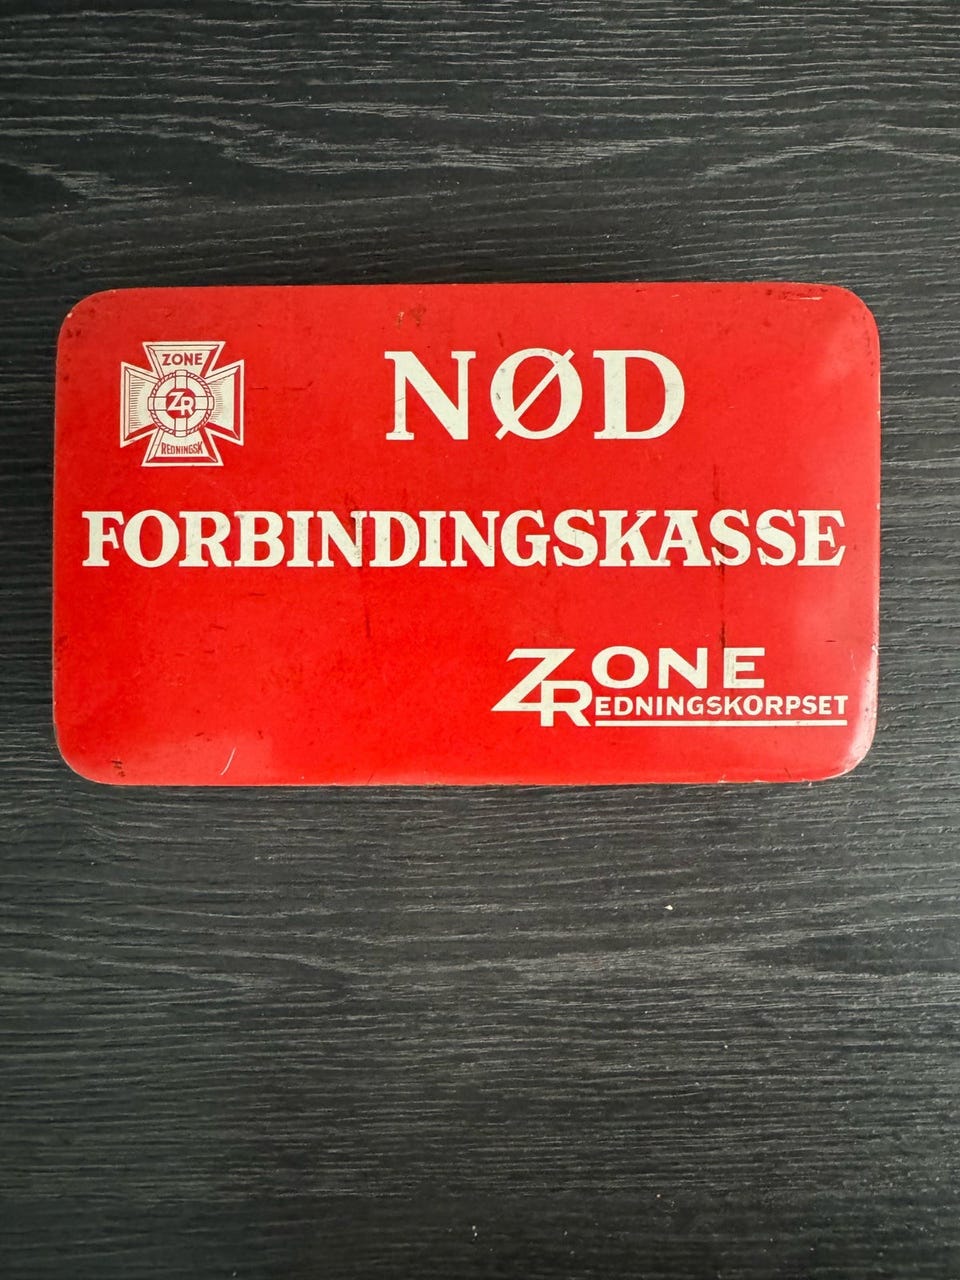 ZONE
ZR
REDNINGSK
NØD
FORBINDINGSKASSE
ZONE
REDNINGSKORPSET